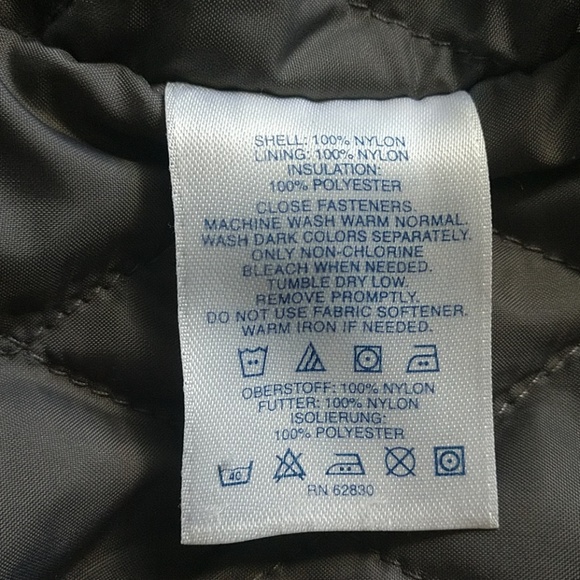 SHELL: 100% NYLON
LINING: 100% NYLON
INSULATION:
100% POLYESTER
CLOSE FASTENERS.
MACHINE WASH WARM NORMAL.
WASH DARK COLORS SEPARATELY.
ONLY NON-CHLORINE
BLEACH WHEN NEEDED.
TUMBLE DRY LOW.
REMOVE PROMPTLY.
DO NOT USE FABRIC SOFTENER.
WARM IRON IF NEEDED.
OBERSTOFF: 100% NYLON
FUTTER: 100% NYLON
ISOLIERUNG:
100% POLYESTER
40
RN 62830